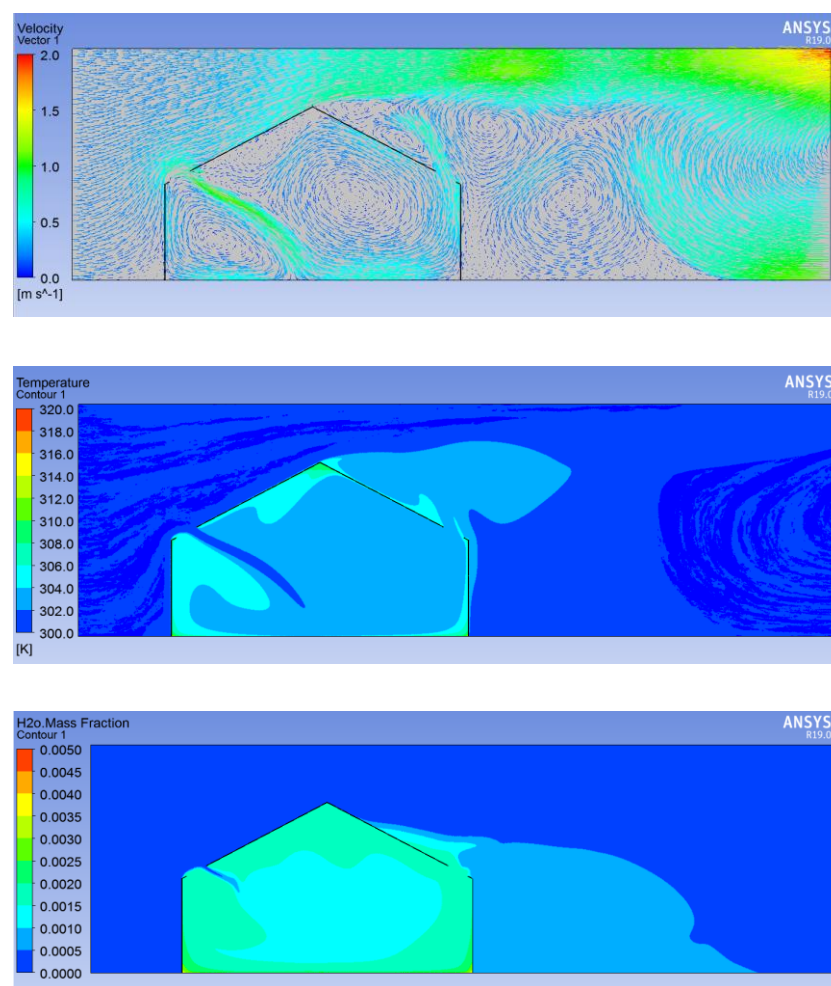 Velocity
Vector 1
ANSYS
R19.0
2.0
1.5
1.0
0.5
0.0
[m s^-1]
Temperature
Contour 1
ANSYS
R19.0
320.0
318.0
316.0
314.0
312.0
310.0
308.0
306.0
304.0
302.0
300.0
[K]
H2o.Mass Fraction
Contour 1
ANSYS
R19.0
0.0050
0.0045
0.0040
0.0035
0.0030
0.0025
0.0020
0.0015
0.0010
0.0005
0.0000